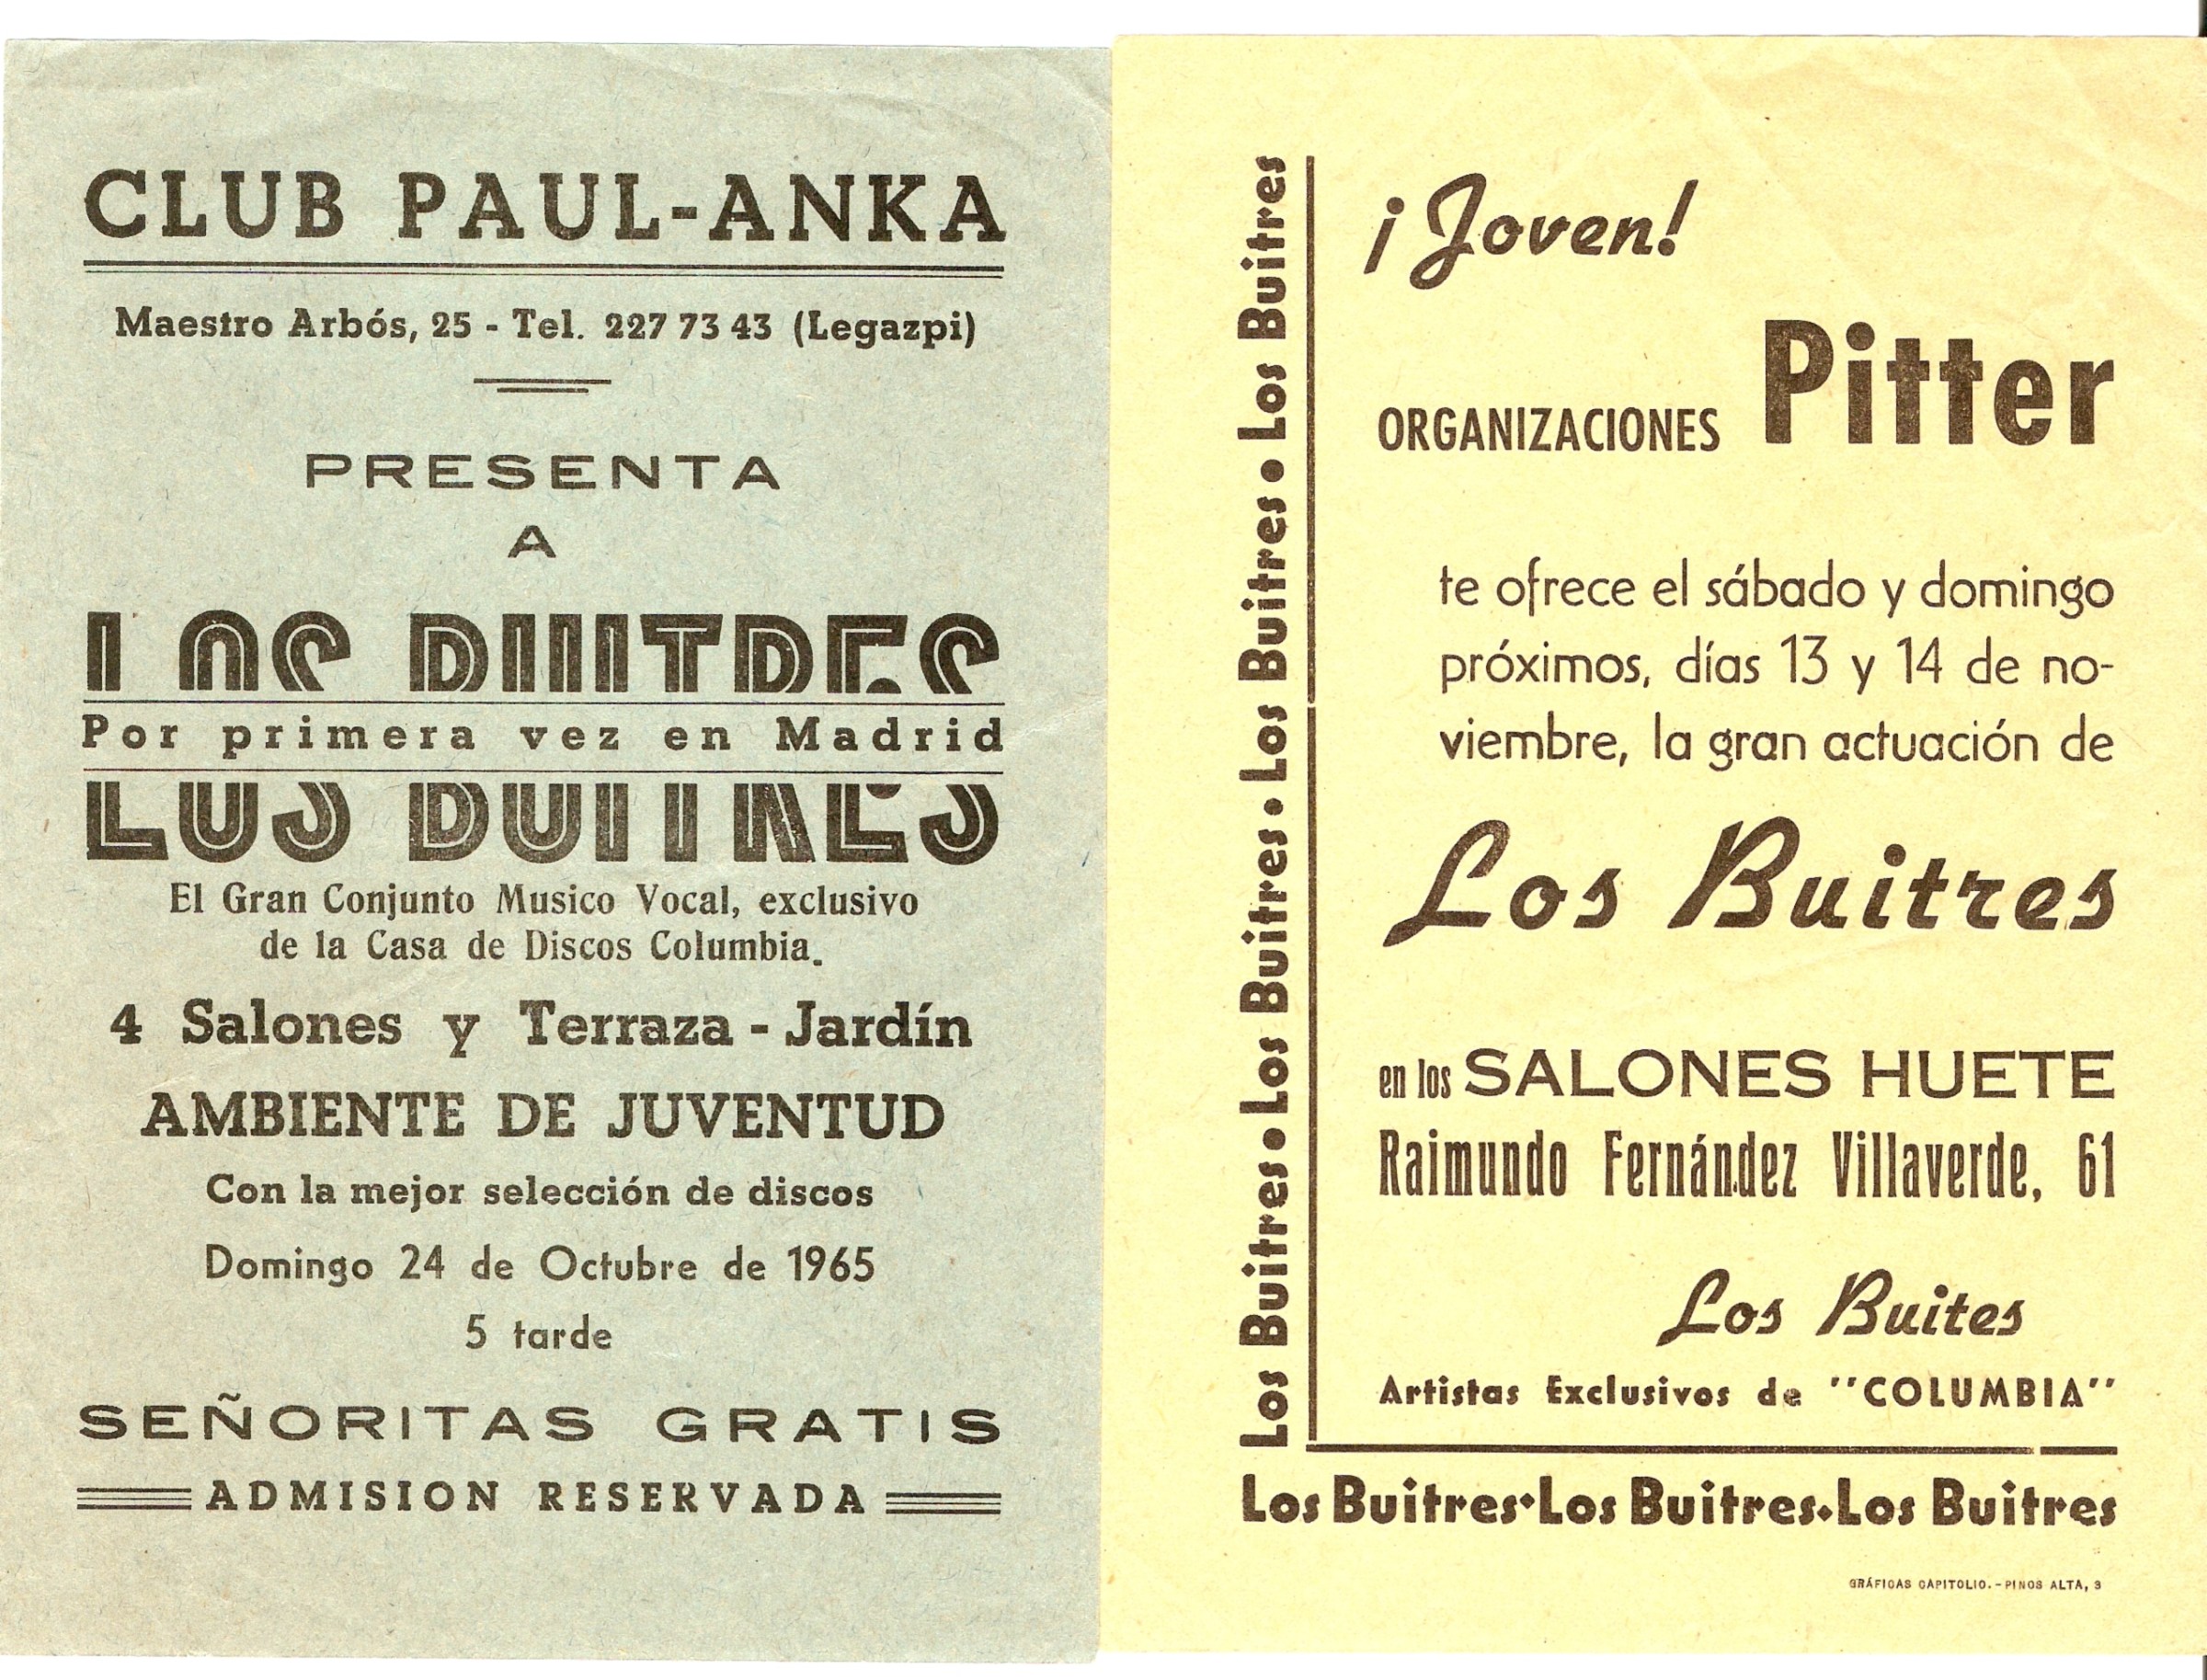 CLUB PAUL-ANKA
Maestro Arbós, 25 - Tel. 227 73 43 (Legazpi)
PRESENTA
A
LOS BUITRES
Por primera vez en Madrid
El Gran Conjunto Musico Vocal, exclusivo
de la Casa de Discos Columbia.
4 Salones y Terraza - Jardín
AMBIENTE DE JUVENTUD
Con la mejor selección de discos
Domingo 24 de Octubre de 1965
5 tarde
SEÑORITAS GRATIS
ADMISION RESERVADA
Los Buitres • Los Buitres • Los Buitres • Los Buitres • Los Buitres
¡Joven!
ORGANIZACIONES Pitter
te ofrece el sábado y domingo
próximos, días 13 y 14 de no-
viembre, la gran actuación de
Los Buitres
en los SALONES HUETE
Raimundo Fernández Villaverde, 61
Los Buites
Artistas Exclusivos de "COLUMBIA"
Los Buitres•Los Buitres•Los Buitres
GRÁFICAS CAPITOLIO.-PINOS ALTA, 3